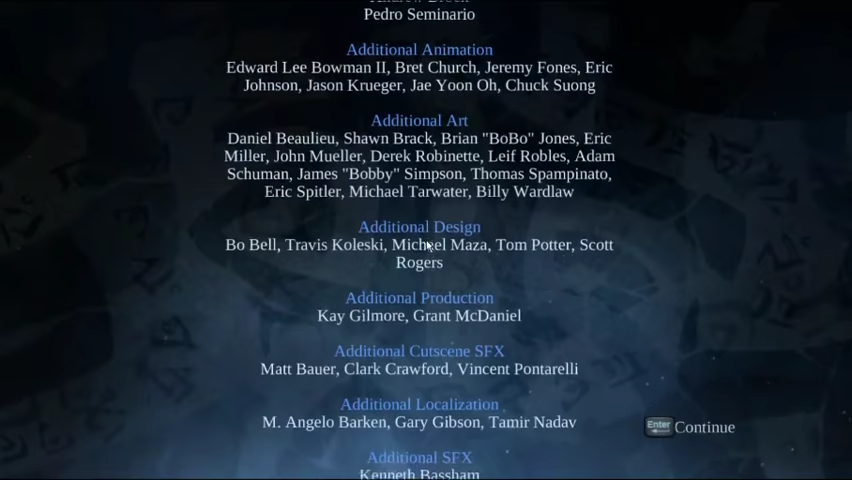 Pedro Seminario
Additional Animation
Edward Lee Bowman II, Bret Church, Jeremy Fones, Eric
Johnson, Jason Krueger, Jae Yoon Oh, Chuck Suong
Additional Art
Daniel Beaulieu, Shawn Brack, Brian "BoBo" Jones, Eric
Miller, John Mueller, Derek Robinette, Leif Robles, Adam
Schuman, James "Bobby" Simpson, Thomas Spampinato,
Eric Spitler, Michael Tarwater, Billy Wardlaw
Additional Design
Bo Bell, Travis Koleski, Michael Maza, Tom Potter, Scott
Rogers
Additional Production
Kay Gilmore, Grant McDaniel
Additional Cutscene SFX
Matt Bauer, Clark Crawford, Vincent Pontarelli
Additional Localization
M. Angelo Barken, Gary Gibson, Tamir Nadav
Enter Continue
Additional SFX
Kenneth Bassham